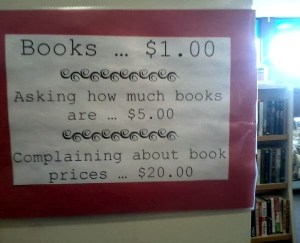 Books … $1.00
Asking how much books
are … $5.00
Complaining about book
prices … $20.00